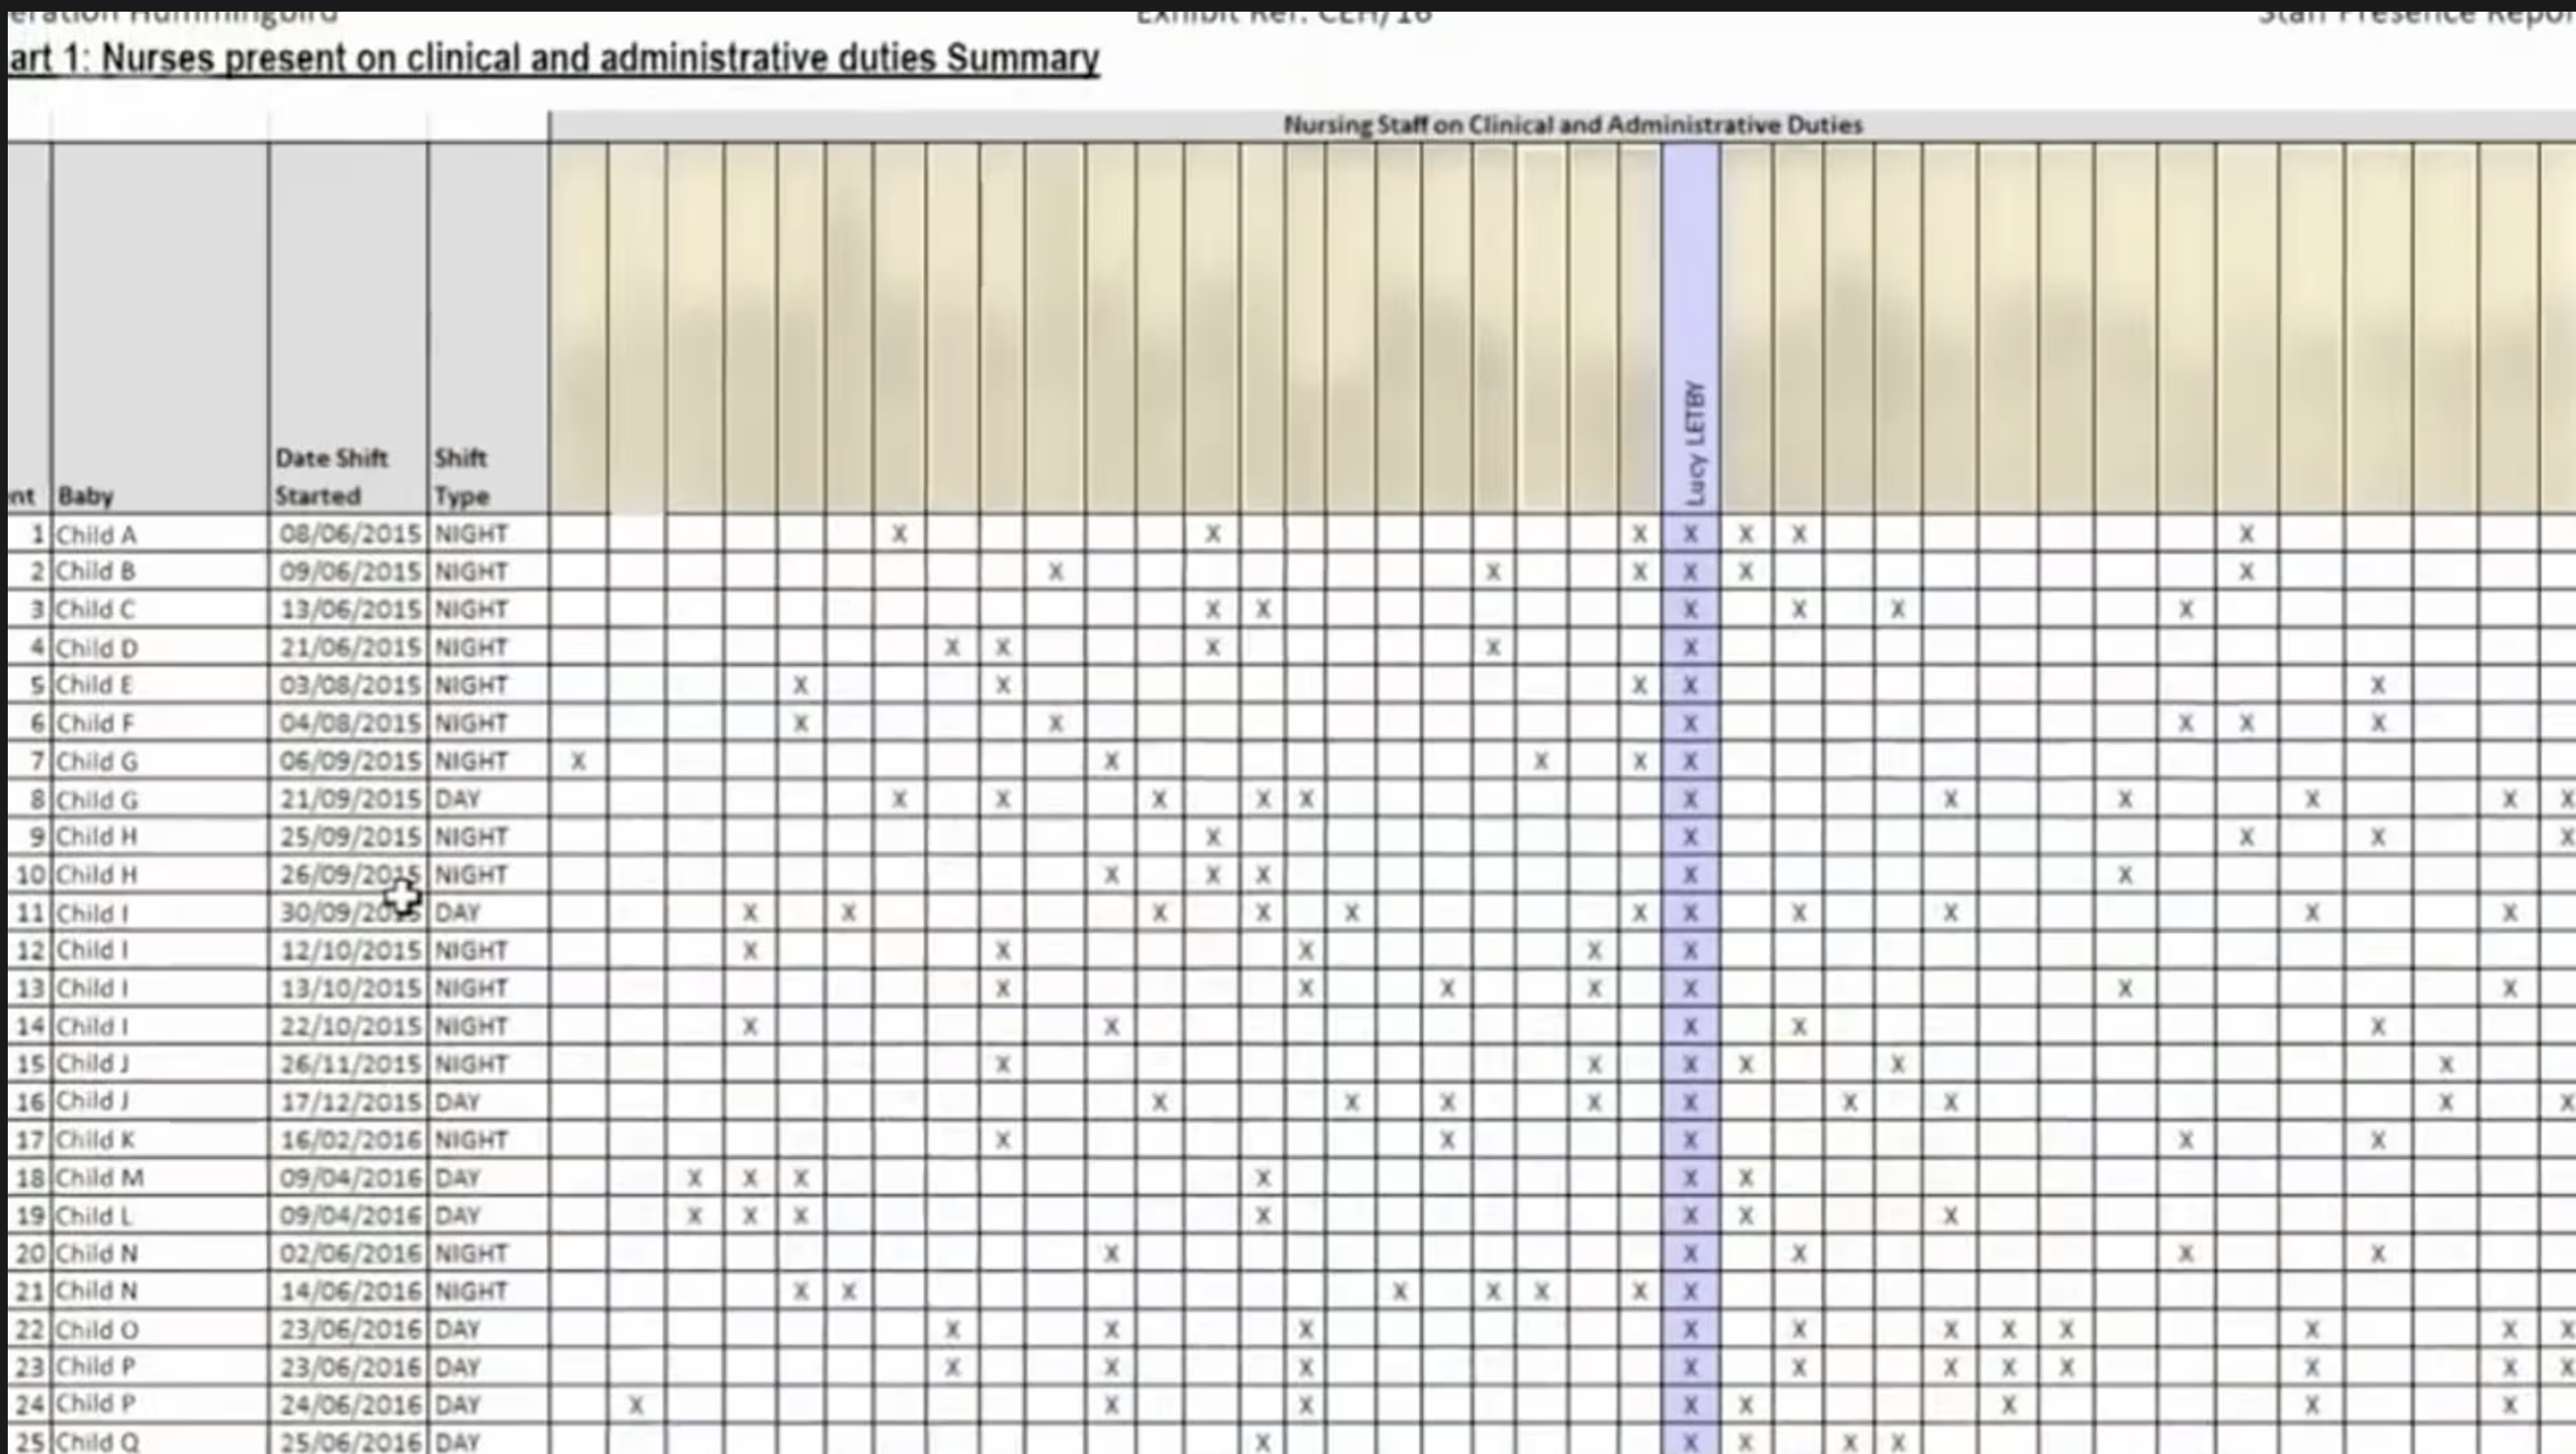 eration Hummingbird Exhibit Ref: CEH/16 Staff Presence Repor
art 1: Nurses present on clinical and administrative duties Summary
Nursing Staff on Clinical and Administrative Duties
Lucy LETBY
Date Shift Shift
nt Baby Started Type
1 Child A 08/06/2015 NIGHT X X X X X X X
2 Child B 09/06/2015 NIGHT X X X X X X
3 Child C 13/06/2015 NIGHT X X X X X X
4 Child D 21/06/2015 NIGHT X X X X X
5 Child E 03/08/2015 NIGHT X X X X X
6 Child F 04/08/2015 NIGHT X X X X X X
7 Child G 06/09/2015 NIGHT X X X X X
8 Child G 21/09/2015 DAY X X X X X X X X X X X
9 Child H 25/09/2015 NIGHT X X X X X
10 Child H 26/09/2015 NIGHT X X X X X
11 Child I 30/09/2015 DAY X X X X X X X X X X X
12 Child I 12/10/2015 NIGHT X X X X X
13 Child I 13/10/2015 NIGHT X X X X X X X
14 Child I 22/10/2015 NIGHT X X X X X
15 Child J 26/11/2015 NIGHT X X X X X X
16 Child J 17/12/2015 DAY X X X X X X X X X
17 Child K 16/02/2016 NIGHT X X X X X
18 Child M 09/04/2016 DAY X X X X X X
19 Child L 09/04/2016 DAY X X X X X X X
20 Child N 02/06/2016 NIGHT X X X X X
21 Child N 14/06/2016 NIGHT X X X X X X X
22 Child O 23/06/2016 DAY X X X X X X X X X X X
23 Child P 23/06/2016 DAY X X X X X X X X X X X
24 Child P 24/06/2016 DAY X X X X X X X X
25 Child Q 25/06/2016 DAY X X X X X